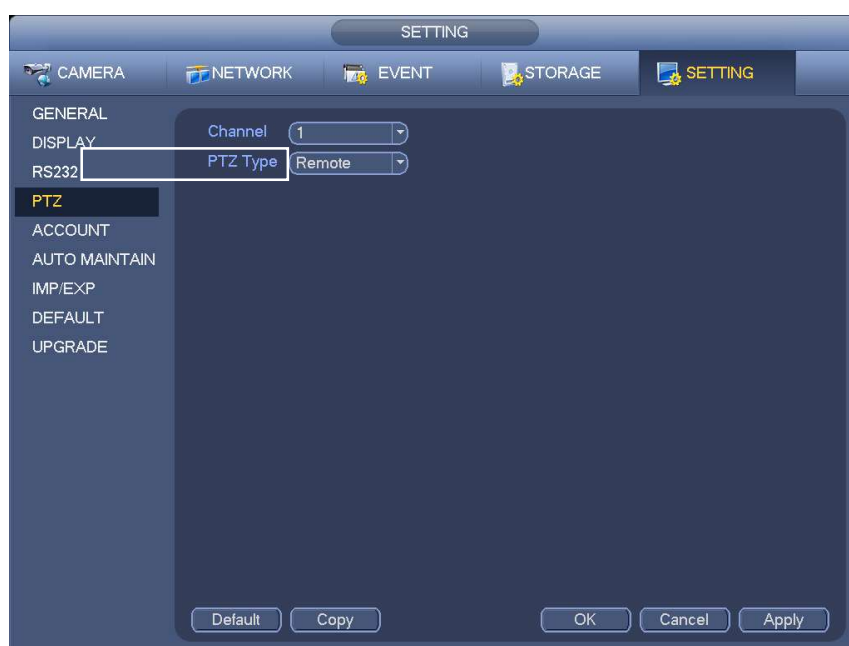 SETTING
CAMERA NETWORK EVENT STORAGE SETTING
GENERAL
DISPLAY
RS232
PTZ
ACCOUNT
AUTO MAINTAIN
IMP/EXP
DEFAULT
UPGRADE
Channel 1
PTZ Type Remote
Default Copy OK Cancel Apply